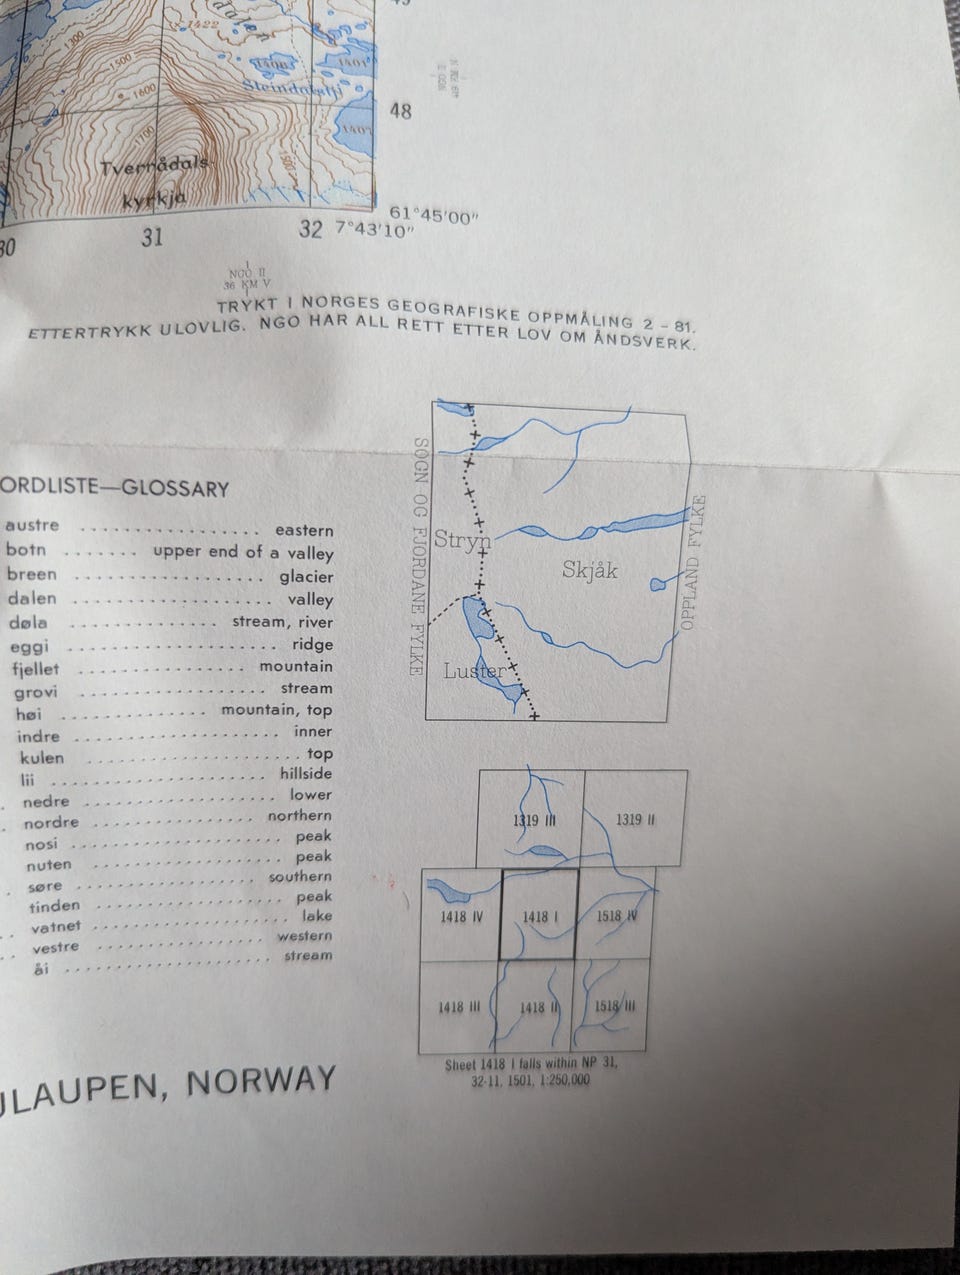 1422
1300
1500
1408
1401
1600
48
1407
1700
1500
Tverrådals-
kyrkja
61°45'00"
30
31
32
7°43'10"
NGO II
36 KM V
TRYKT I NORGES GEOGRAFISKE OPPMÅLING 2 – 81.
ETTERTRYKK ULOVLIG. NGO HAR ALL RETT ETTER LOV OM ÅNDSVERK.
SOGN OG FJORDANE FYLKE
OPPLAND FYLKE
Stryn
Skjåk
Luster
ORDLISTE—GLOSSARY
austre .................. eastern
botn ....... upper end of a valley
breen .................. glacier
dalen .................. valley
døla .............. stream, river
eggi .................. ridge
fjellet .............. mountain
grovi .................. stream
høi .............. mountain, top
indre .................. inner
kulen .................. top
lii .................. hillside
nedre .................. lower
nordre .............. northern
nosi .................. peak
nuten .................. peak
søre .................. southern
tinden .................. peak
vatnet .................. lake
vestre .................. western
åi .................. stream
1319 III
1319 II
1418 IV
1418 I
1518 IV
1418 III
1418 II
1518 III
Sheet 1418 I falls within NP 31,
32-11, 1501, 1:250,000
JLAUPEN, NORWAY